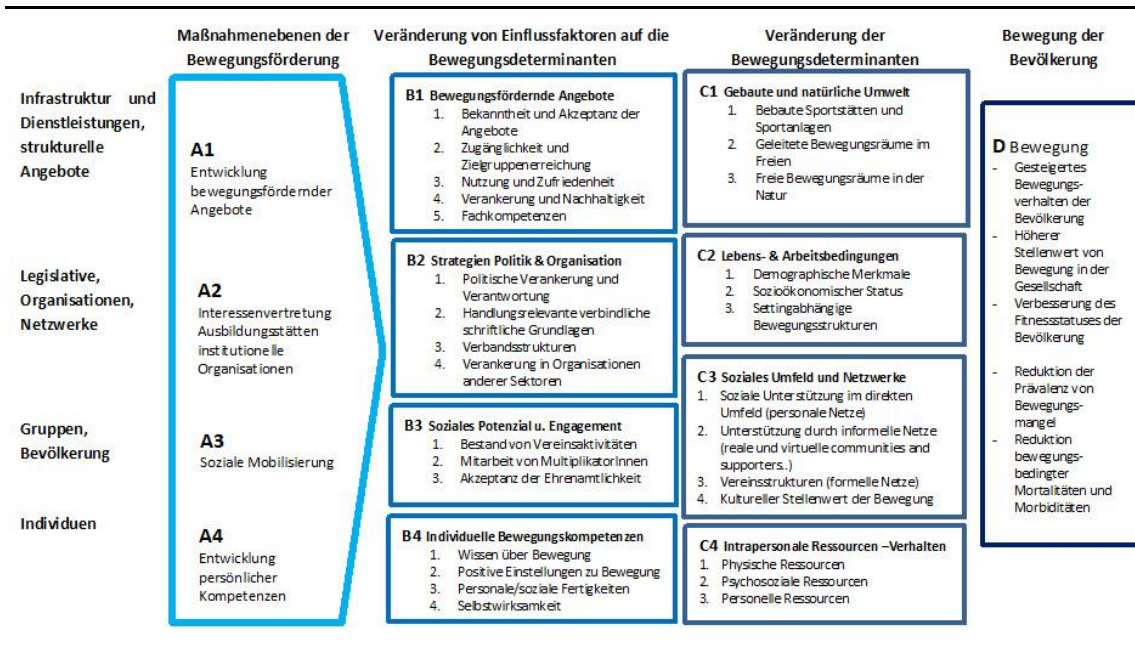 Maßnahmenebenen der
Bewegungsförderung
Veränderung von Einflussfaktoren auf die
Bewegungsdeterminanten
Veränderung der
Bewegungsdeterminanten
Bewegung der
Bevölkerung
Infrastruktur und
Dienstleistungen,
strukturelle
Angebote
Legislative,
Organisationen,
Netzwerke
Gruppen,
Bevölkerung
Individuen
A1
Entwicklung
bewegungsfördernder
Angebote
A2
Interessenvertretung
Ausbildungsstätten
institutionelle
Organisationen
A3
Soziale Mobilisierung
A4
Entwicklung
persönlicher
Kompetenzen
B1 Bewegungsfördernde Angebote
1. Bekanntheit und Akzeptanz der
Angebote
2. Zugänglichkeit und
Zielgruppenerreichung
3. Nutzung und Zufriedenheit
4. Verankerung und Nachhaltigkeit
5. Fachkompetenzen
B2 Strategien Politik & Organisation
1. Politische Verankerung und
Verantwortung
2. Handlungsrelevante verbindliche
schriftliche Grundlagen
3. Verbandsstrukturen
4. Verankerung in Organisationen
anderer Sektoren
B3 Soziales Potenzial u. Engagement
1. Bestand von Vereinsaktivitäten
2. Mitarbeit von MultiplikatorInnen
3. Akzeptanz der Ehrenamtlichkeit
B4 Individuelle Bewegungskompetenzen
1. Wissen über Bewegung
2. Positive Einstellungen zu Bewegung
3. Personale/soziale Fertigkeiten
4. Selbstwirksamkeit
C1 Gebaute und natürliche Umwelt
1. Bebaute Sportstätten und
Sportanlagen
2. Geleitete Bewegungsräume im
Freien
3. Freie Bewegungsräume in der
Natur
C2 Lebens- & Arbeitsbedingungen
1. Demographische Merkmale
2. Sozioökonomischer Status
3. Settingabhängige
Bewegungsstrukturen
C3 Soziales Umfeld und Netzwerke
1. Soziale Unterstützung im direkten
Umfeld (personale Netze)
2. Unterstützung durch informelle Netze
(reale und virtuelle communities and
supporters..)
3. Vereinsstrukturen (formelle Netze)
4. Kultureller Stellenwert der Bewegung
C4 Intrapersonale Ressourcen –Verhalten
1. Physische Ressourcen
2. Psychosoziale Ressourcen
3. Personelle Ressourcen
D Bewegung
- Gesteigertes
Bewegungs-
verhalten der
Bevölkerung
- Höherer
Stellenwert von
Bewegung in der
Gesellschaft
- Verbesserung des
Fitnessstatuses der
Bevölkerung
- Reduktion der
Prävalenz von
Bewegungs-
mangel
- Reduktion
bewegungs-
bedingter
Mortalitäten und
Morbiditäten